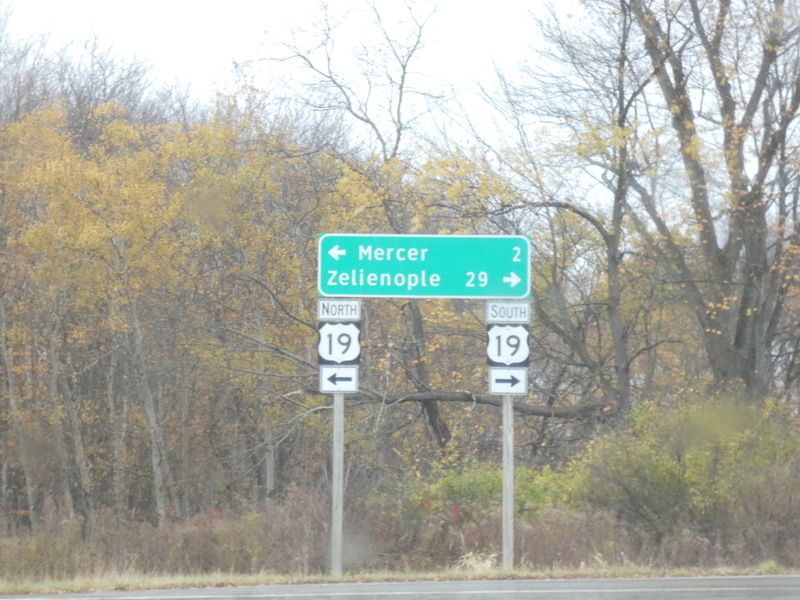 Mercer 2
Zelienople 29
NORTH SOUTH
19 19